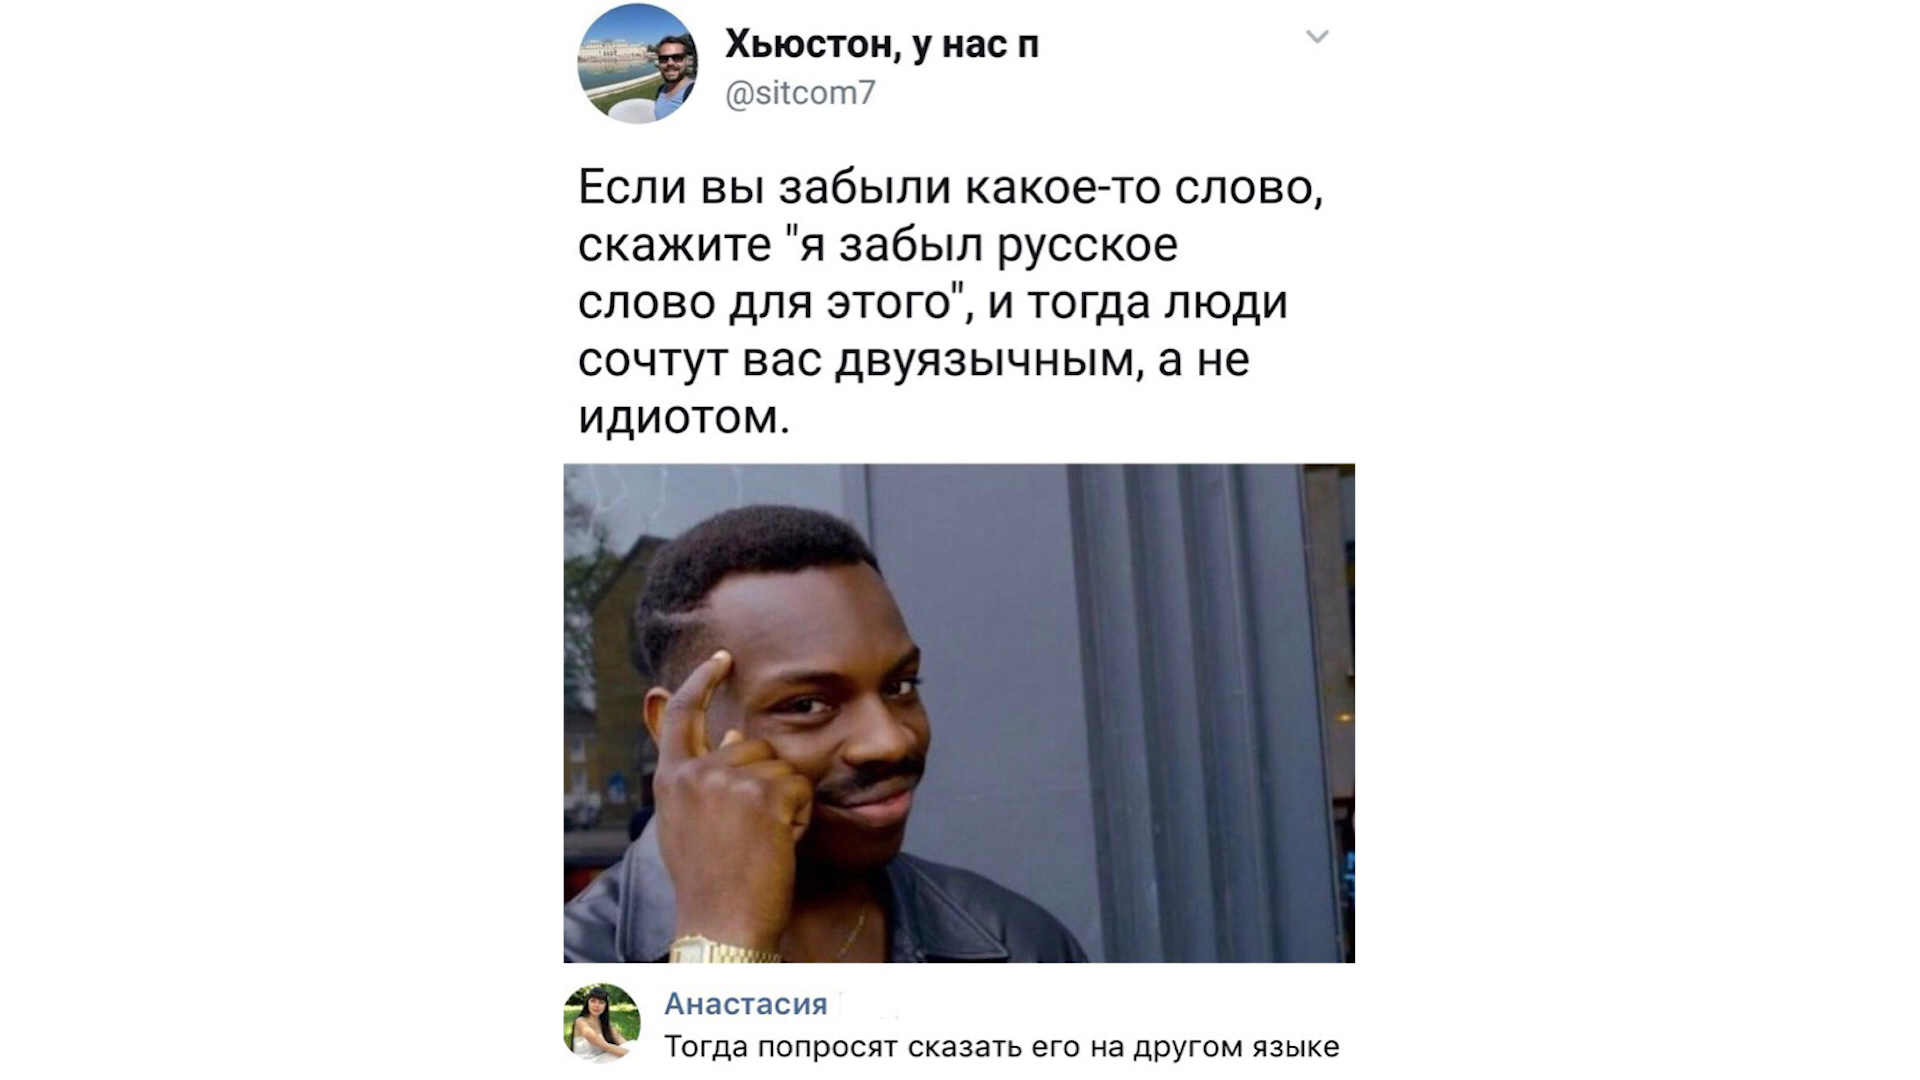 Хьюстон, у нас п
@sitcom7
Если вы забыли какое-то слово,
скажите "я забыл русское
слово для этого", и тогда люди
сочтут вас двуязычным, а не
идиотом.
Анастасия
Тогда попросят сказать его на другом языке